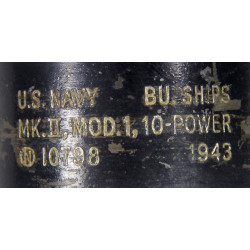 U.S. NAVY BU. SHIPS
MK.II, MOD.1, 10-POWER
Ⓝ 10798 1943